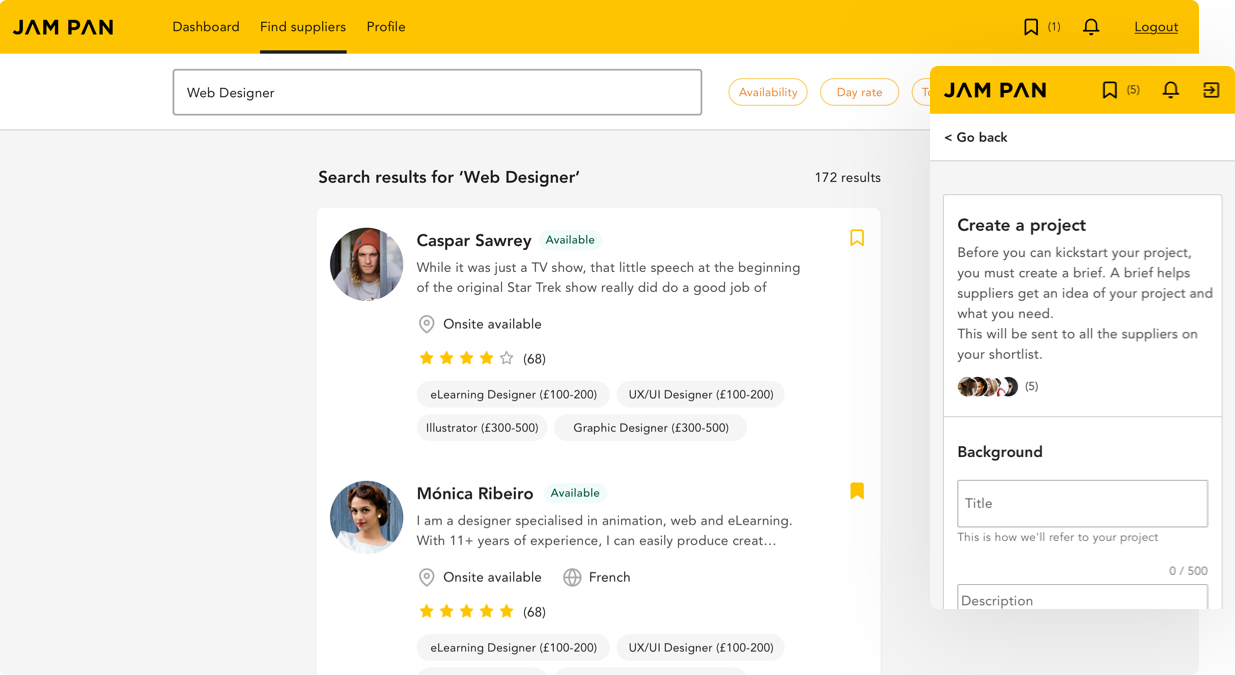 JAM PAN
Dashboard
Find suppliers
Profile
(1)
Logout
Web Designer
Availability
Day rate
Search results for ‘Web Designer’
172 results
Caspar Sawrey
Available
While it was just a TV show, that little speech at the beginning
of the original Star Trek show really did do a good job of
Onsite available
(68)
eLearning Designer (£100-200)
UX/UI Designer (£100-200)
Illustrator (£300-500)
Graphic Designer (£300-500)
Mónica Ribeiro
Available
I am a designer specialised in animation, web and eLearning.
With 11+ years of experience, I can easily produce creat...
Onsite available
French
(68)
eLearning Designer (£100-200)
UX/UI Designer (£100-200)
JAM PAN
(5)
< Go back
Create a project
Before you can kickstart your project,
you must create a brief. A brief helps
suppliers get an idea of your project and
what you need.
This will be sent to all the suppliers on
your shortlist.
(5)
Background
Title
This is how we'll refer to your project
0 / 500
Description